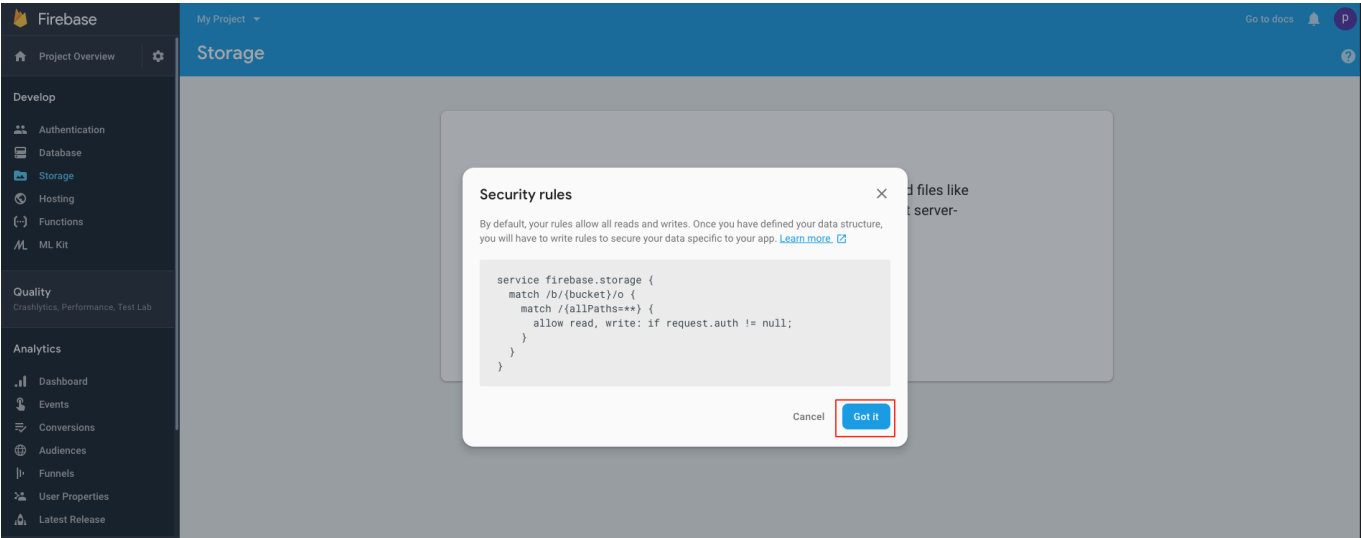 Firebase
My Project
Go to docs
p
Project Overview
Storage
Develop
Authentication
Database
Storage
Hosting
Functions
ML Kit
Quality
Crashlytics, Performance, Test Lab
Analytics
Dashboard
Events
Conversions
Audiences
Funnels
User Properties
Latest Release
d files like
t server-
Security rules
By default, your rules allow all reads and writes. Once you have defined your data structure,
you will have to write rules to secure your data specific to your app. Learn more
service firebase.storage {
  match /b/{bucket}/o {
    match /{allPaths=**} {
      allow read, write: if request.auth != null;
    }
  }
}
Cancel
Got it